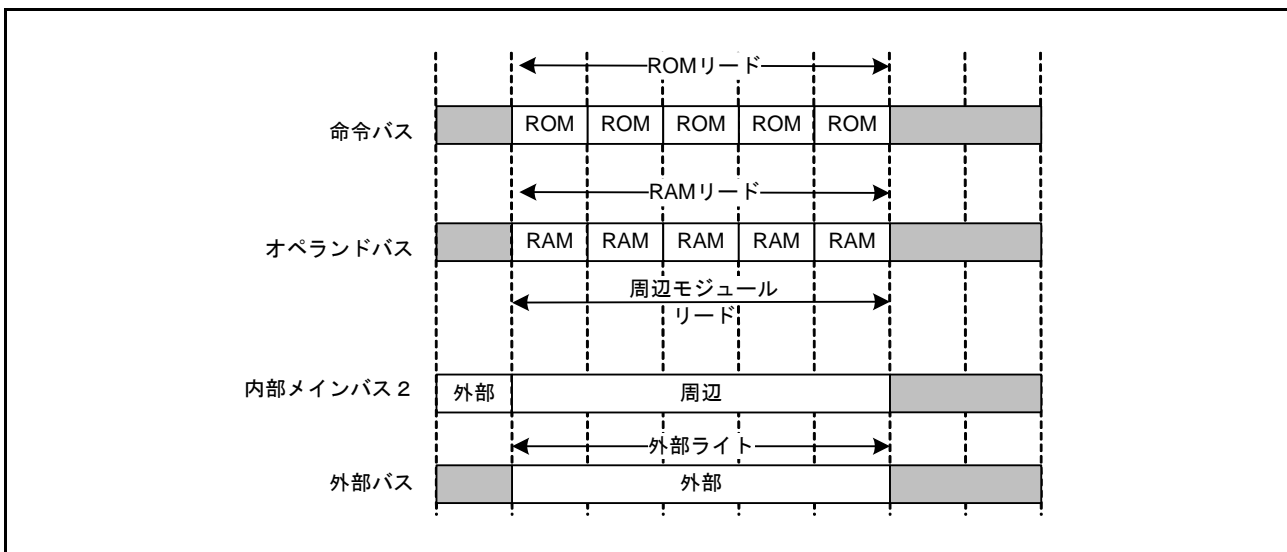 ROMリード
命令バス ROM ROM ROM ROM ROM
RAMリード
オペランドバス RAM RAM RAM RAM RAM
周辺モジュール
リード
内部メインバス2 外部 周辺
外部ライト
外部バス 外部